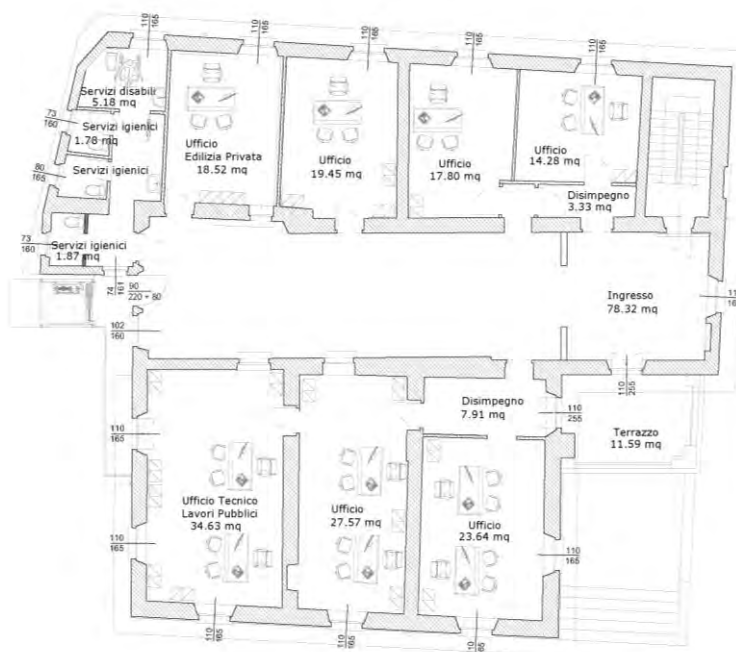 110
165
110
165
110
165
110
165
110
165
Servizi disabili
5.18 mq
73
160
Servizi igienici
1.78 mq
80
165
Servizi igienici
Ufficio
Edilizia Privata
18.52 mq
Ufficio
19.45 mq
Ufficio
17.80 mq
Ufficio
14.28 mq
Disimpegno
3.33 mq
73
160
Servizi igienici
1.87 mq
74
161
90
220 + 80
102
160
Ingresso
78.32 mq
110
255
Disimpegno
7.91 mq
110
255
Terrazzo
11.59 mq
110
165
Ufficio Tecnico
Lavori Pubblici
34.63 mq
Ufficio
27.57 mq
Ufficio
23.64 mq
110
165
110
165
110
165
110
165